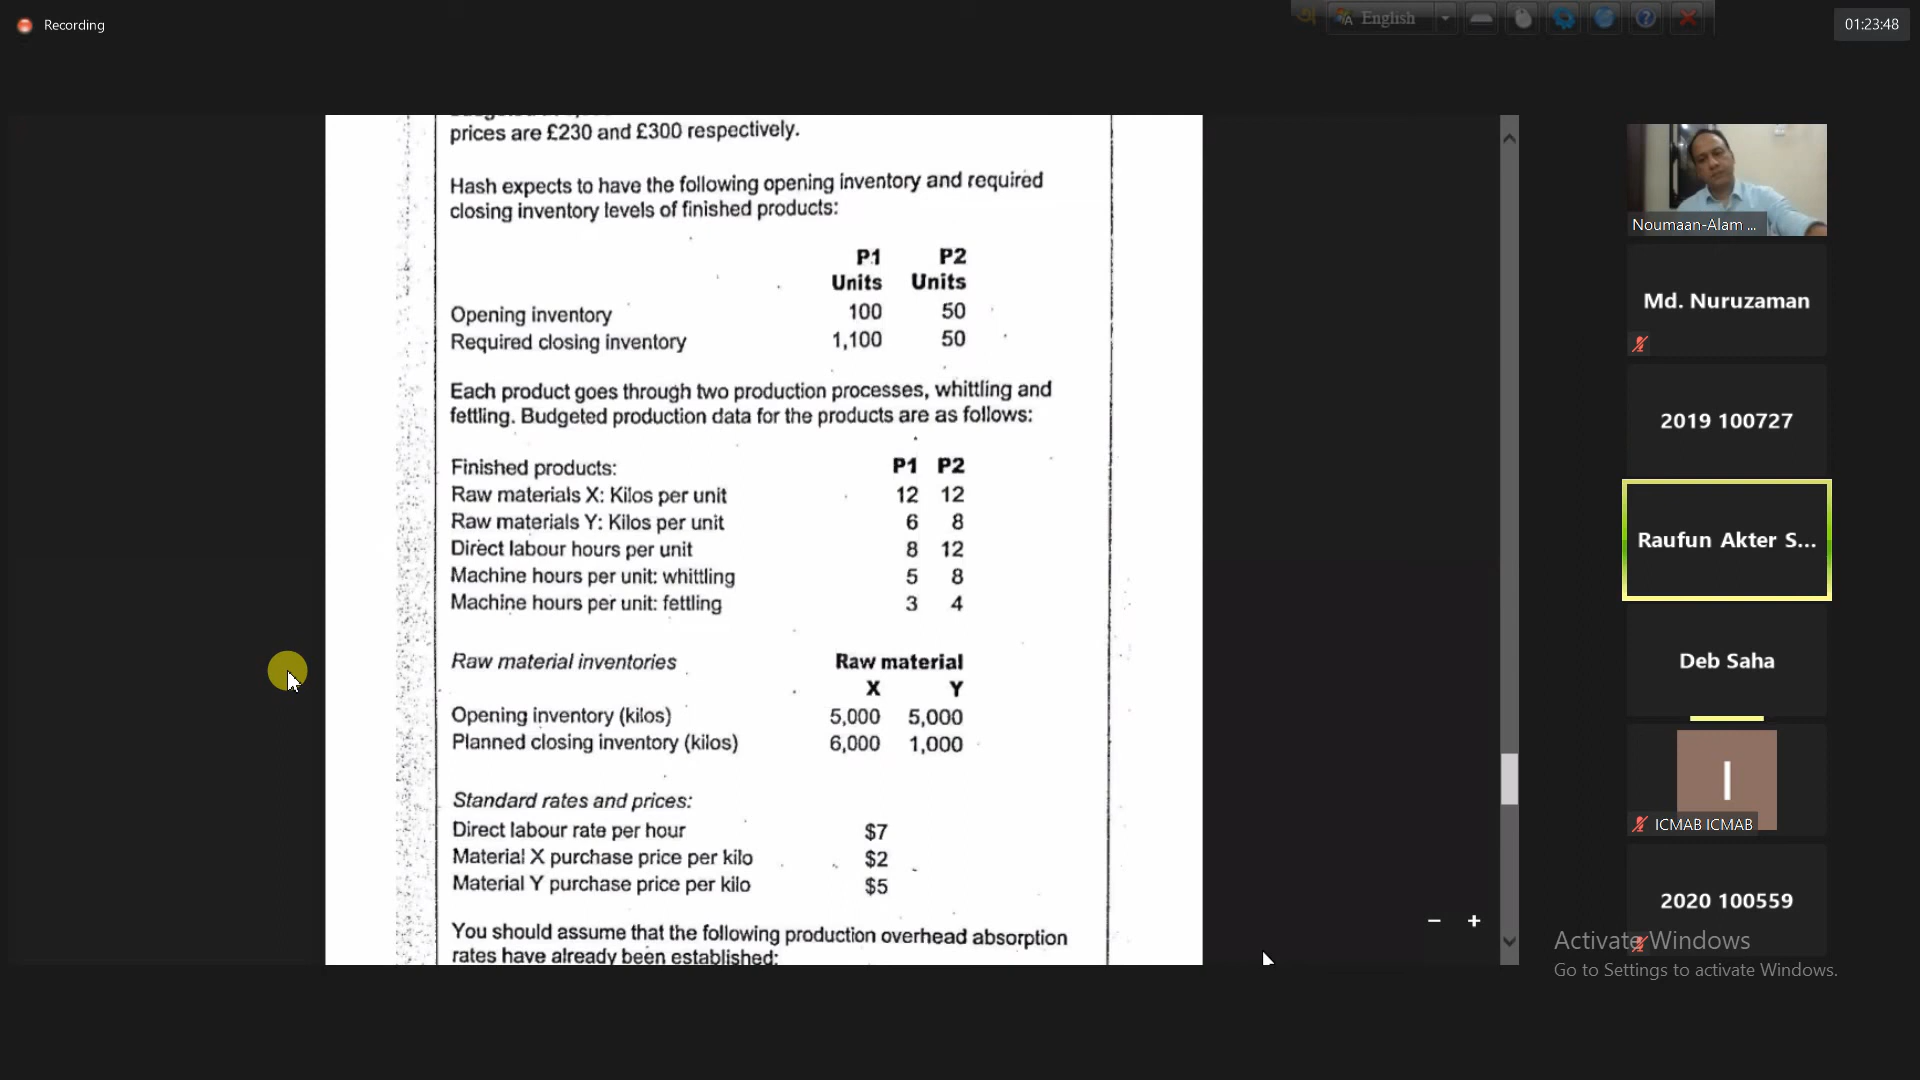 Recording
English
01:23:48
prices are £230 and £300 respectively.
Hash expects to have the following opening inventory and required
closing inventory levels of finished products:
P1 P2
Units Units
Opening inventory 100 50
Required closing inventory 1,100 50
Each product goes through two production processes, whittling and
fettling. Budgeted production data for the products are as follows:
Finished products: P1 P2
Raw materials X: Kilos per unit 12 12
Raw materials Y: Kilos per unit 6 8
Direct labour hours per unit 8 12
Machine hours per unit: whittling 5 8
Machine hours per unit: fettling 3 4
Raw material inventories Raw material
X Y
Opening inventory (kilos) 5,000 5,000
Planned closing inventory (kilos) 6,000 1,000
Standard rates and prices:
Direct labour rate per hour $7
Material X purchase price per kilo $2
Material Y purchase price per kilo $5
You should assume that the following production overhead absorption
rates have already been established:
Noumaan-Alam ...
Md. Nuruzaman
2019 100727
Raufun Akter S...
Deb Saha
I
ICMAB ICMAB
2020 100559
Activate Windows
Go to Settings to activate Windows.